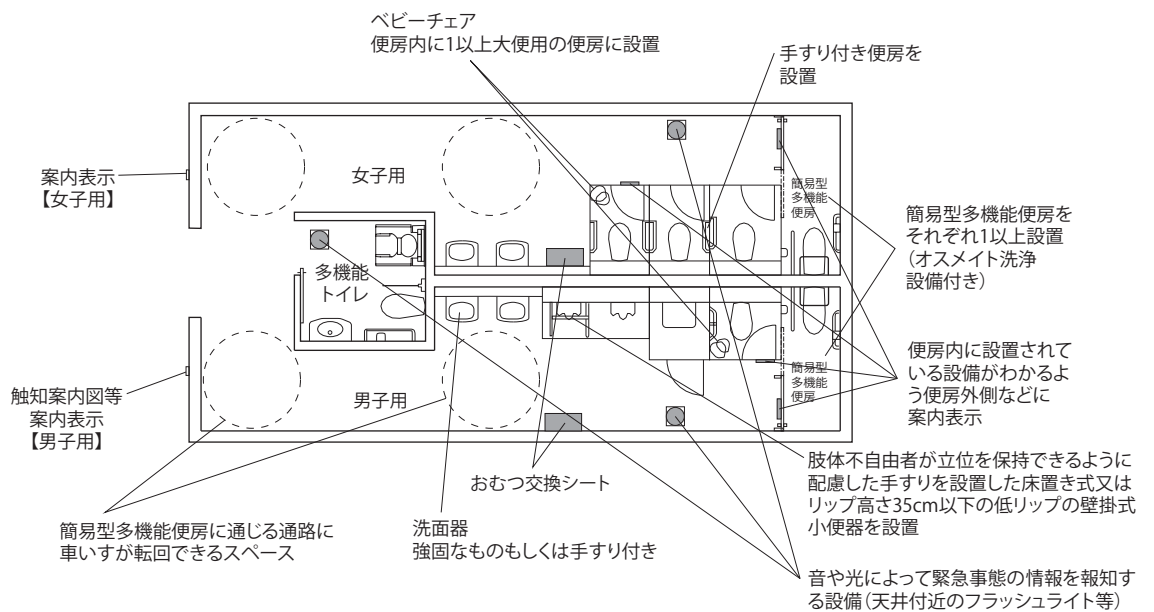 ベビーチェア
便房内に1以上大便用の便房に設置
手すり付き便房を
設置
案内表示
【女子用】
女子用
簡易型
多機能
便房
簡易型多機能便房を
それぞれ1以上設置
(オスメイト洗浄
設備付き)
多機能
トイレ
便房内に設置されて
いる設備がわかるよ
う便房外側などに
案内表示
簡易型
多機能
便房
触知案内図等
案内表示
【男子用】
男子用
肢体不自由者が立位を保持できるように
配慮した手すりを設置した床置き式又は
リップ高さ35cm以下の低リップの壁掛式
小便器を設置
おむつ交換シート
簡易型多機能便房に通じる通路に
車いすが転回できるスペース
洗面器
強固なものもしくは手すり付き
音や光によって緊急事態の情報を報知す
る設備(天井付近のフラッシュライト等)